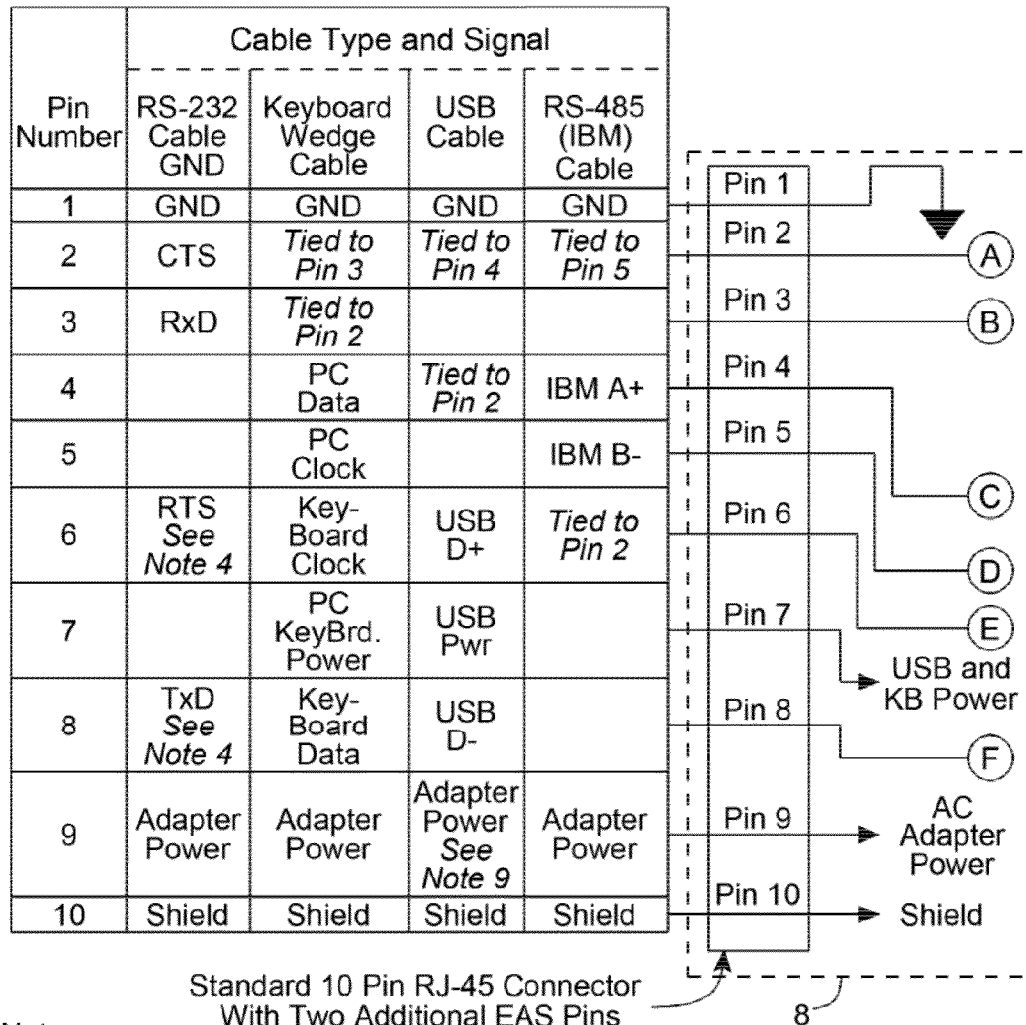 Cable Type and Signal
Pin Number | RS-232 Cable GND | Keyboard Wedge Cable | USB Cable | RS-485 (IBM) Cable
1 | GND | GND | GND | GND
2 | CTS | Tied to Pin 3 | Tied to Pin 4 | Tied to Pin 5
3 | RxD | Tied to Pin 2
4 | PC Data | Tied to Pin 2 | IBM A+
5 | PC Clock | IBM B-
6 | RTS See Note 4 | Key-Board Clock | USB D+ | Tied to Pin 2
7 | PC KeyBrd. Power | USB Pwr
8 | TxD See Note 4 | Key-Board Data | USB D-
9 | Adapter Power | Adapter Power | Adapter Power See Note 9 | Adapter Power
10 | Shield | Shield | Shield | Shield
Pin 1
Pin 2
A
Pin 3
B
Pin 4
Pin 5
C
Pin 6
D
Pin 7
E
USB and
KB Power
Pin 8
F
Pin 9
AC
Adapter
Power
Pin 10
Shield
Standard 10 Pin RJ-45 Connector
With Two Additional EAS Pins
8